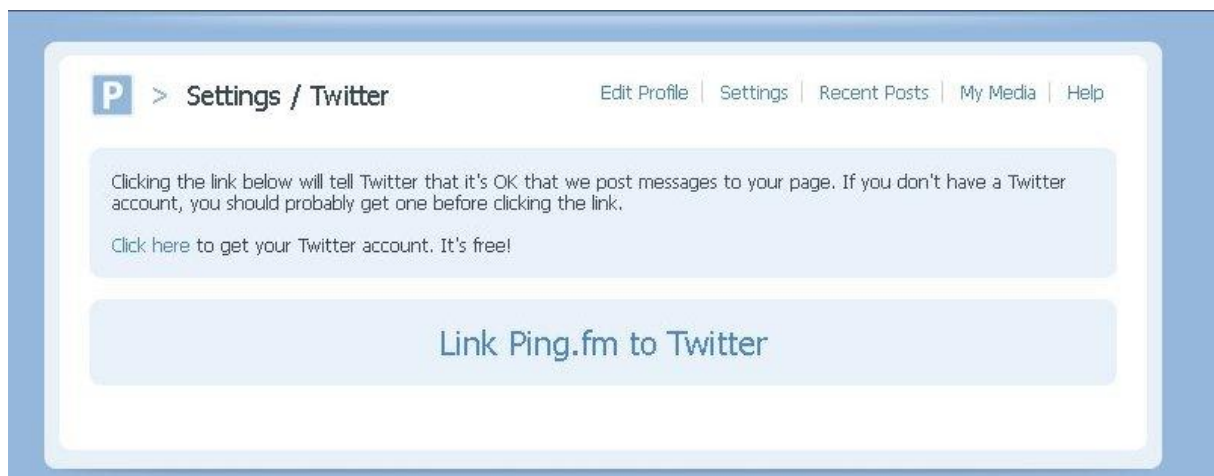 P > Settings / Twitter
Edit Profile | Settings | Recent Posts | My Media | Help
Clicking the link below will tell Twitter that it's OK that we post messages to your page. If you don't have a Twitter
account, you should probably get one before clicking the link.
Click here to get your Twitter account. It's free!
Link Ping.fm to Twitter